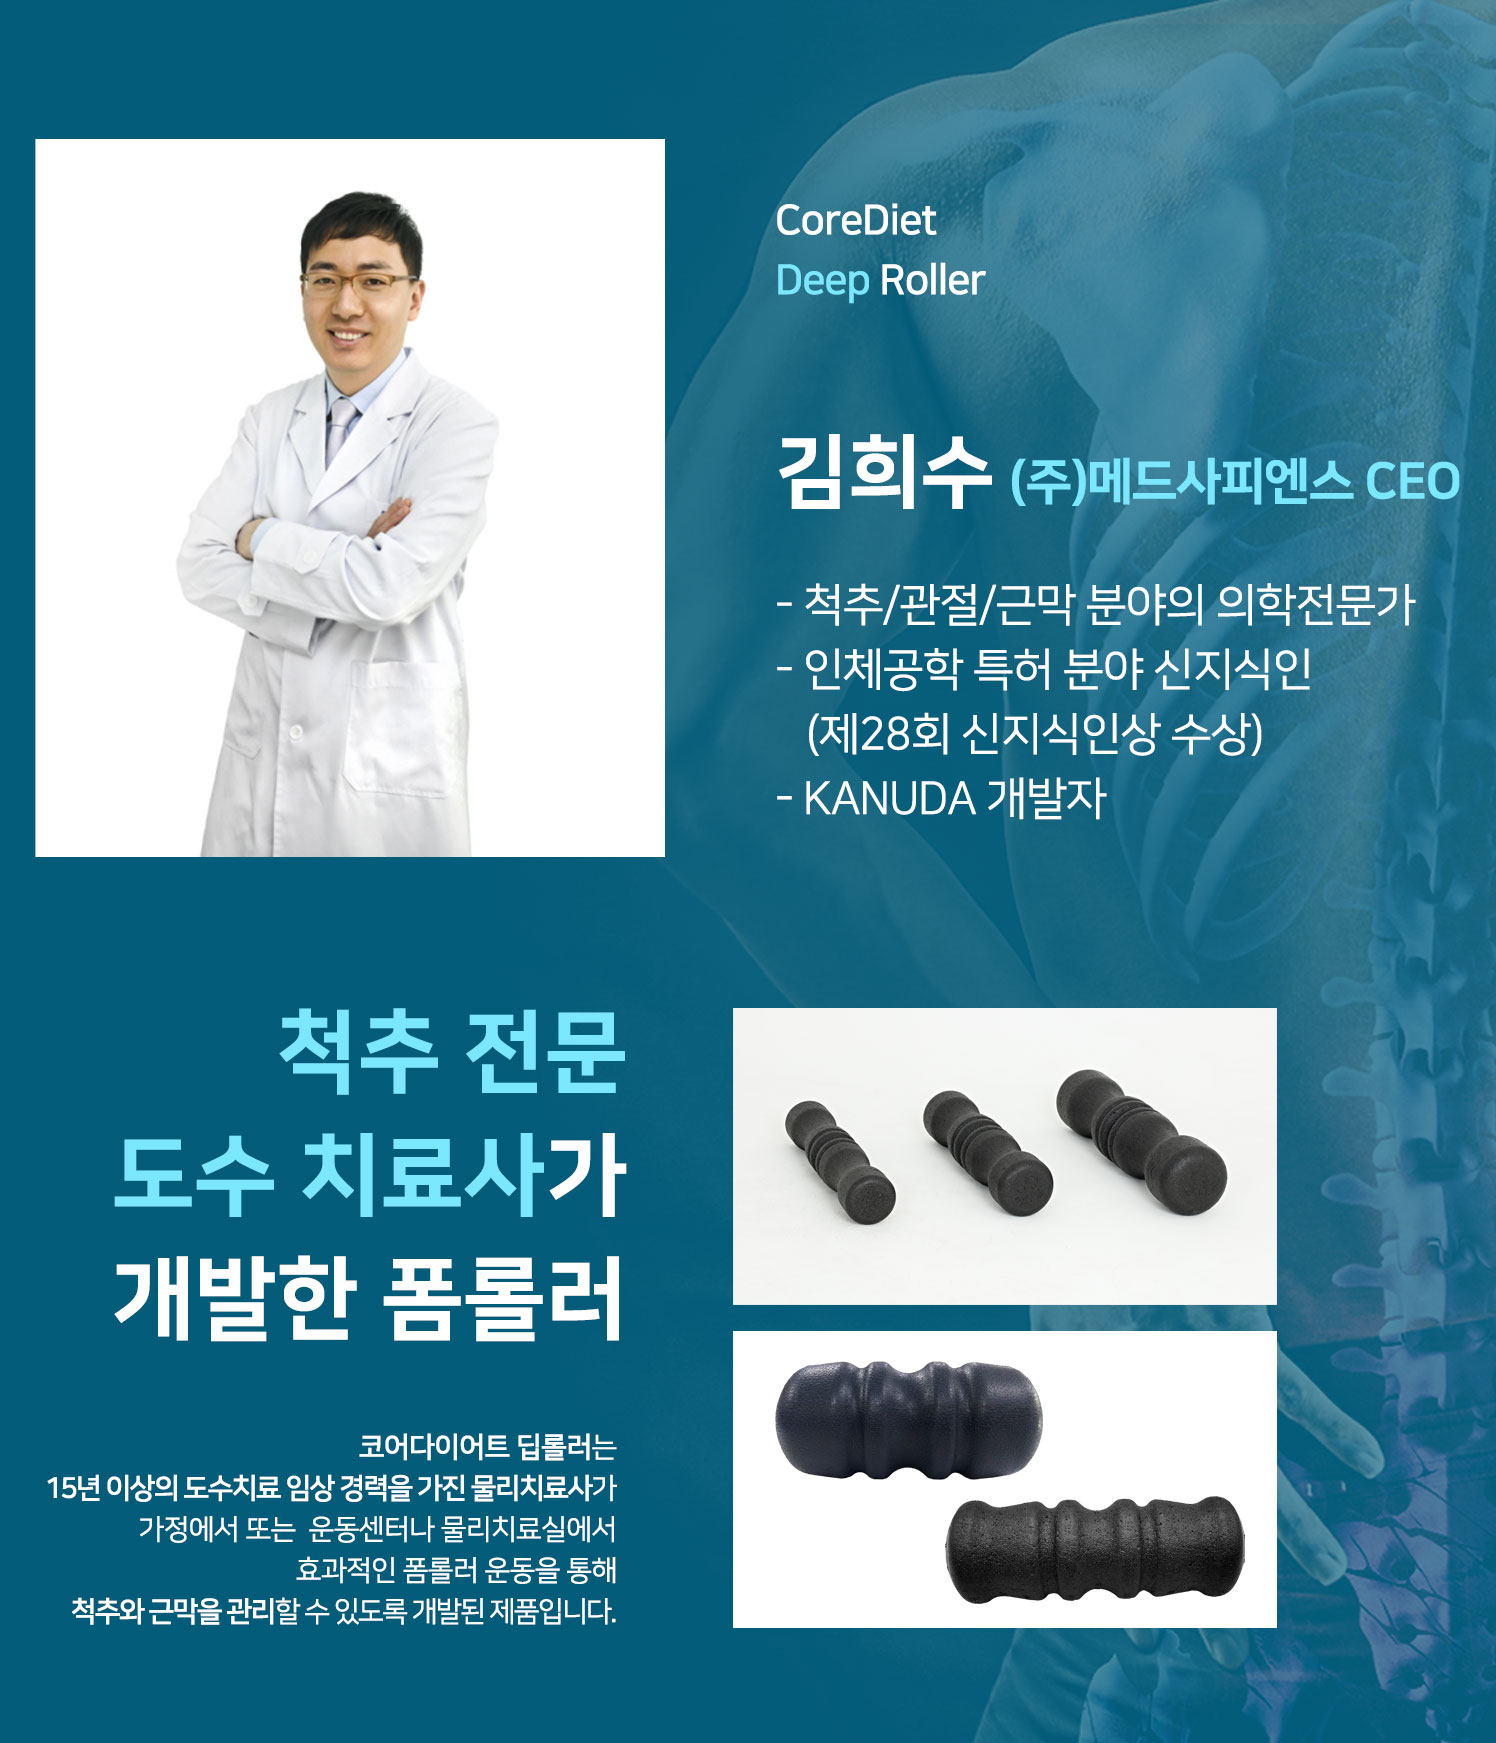 CoreDiet
Deep Roller
김희수 (주)메드사피엔스 CEO
- 척추/관절/근막 분야의 의학전문가
- 인체공학 특허 분야 신지식인
(제28회 신지식인상 수상)
- KANUDA 개발자
척추 전문
도수 치료사가
개발한 폼롤러
코어다이어트 딥롤러는
15년 이상의 도수치료 임상 경력을 가진 물리치료사가
가정에서 또는 운동센터나 물리치료실에서
효과적인 폼롤러 운동을 통해
척추와 근막을 관리할 수 있도록 개발된 제품입니다.